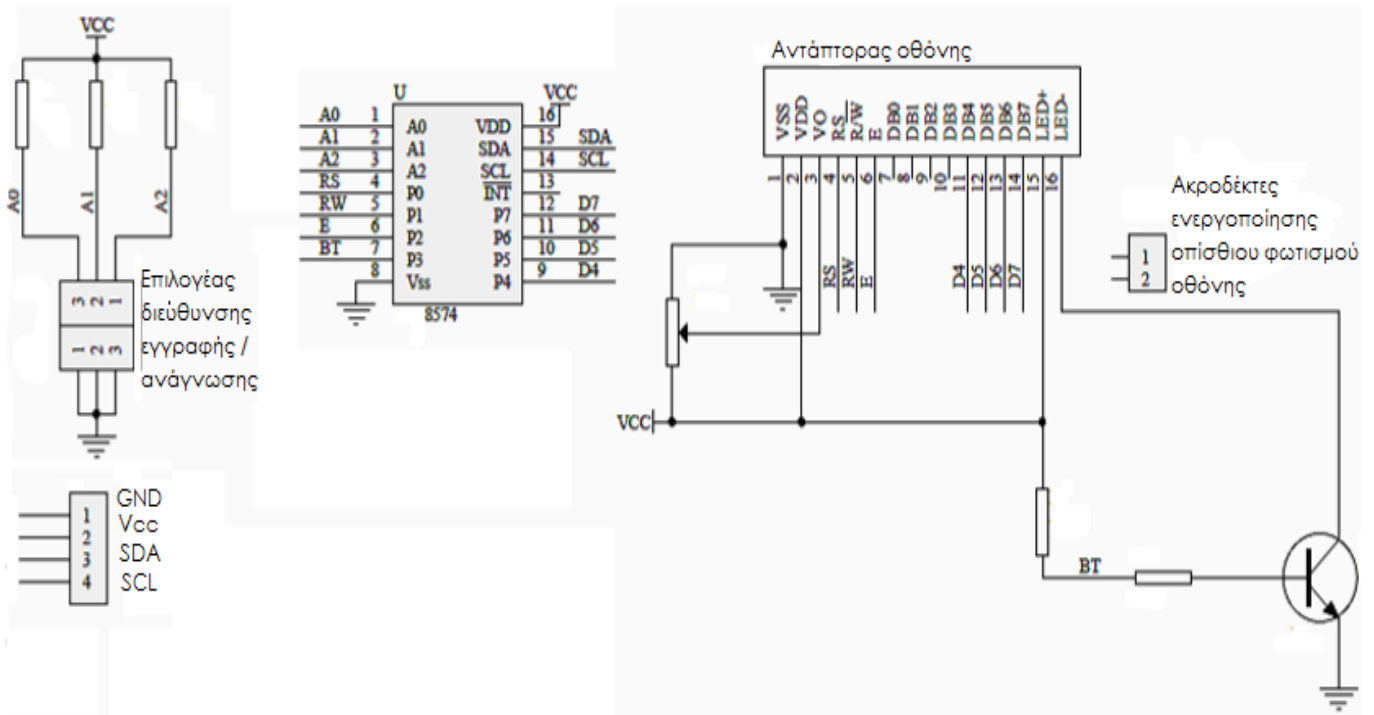 VCC
A0
A1
A2
3 2 1
1 2 3
Επιλογέας
διεύθυνσης
εγγραφής /
ανάγνωσης
1 GND
2 Vcc
3 SDA
4 SCL
U
VCC
A0 1 A0
A1 2 A1
A2 3 A2
RS 4 P0
RW 5 P1
E 6 P2
BT 7 P3
8 Vss
VDD 16
SDA 15 SDA
SCL 14 SCL
INT 13
P7 12 D7
P6 11 D6
P5 10 D5
P4 9 D4
8574
Αντάπτορας οθόνης
VSS
VDD
VO
RS
R/W
E
DB0
DB1
DB2
DB3
DB4
DB5
DB6
DB7
LED+
LED-
1 2 3 4 5 6 7 8 9 10 11 12 13 14 15 16
RS
RW
E
D4
D5
D6
D7
VCC
BT
Ακροδέκτες
ενεργοποίησης
οπίσθιου φωτισμού
οθόνης
1
2